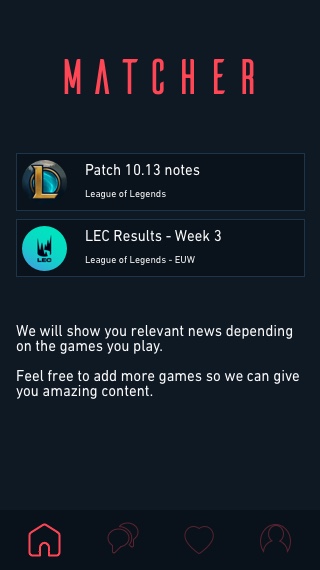 MATCHER
Patch 10.13 notes
League of Legends
LEC Results - Week 3
League of Legends - EUW
LEC
We will show you relevant news depending
on the games you play.
Feel free to add more games so we can give
you amazing content.